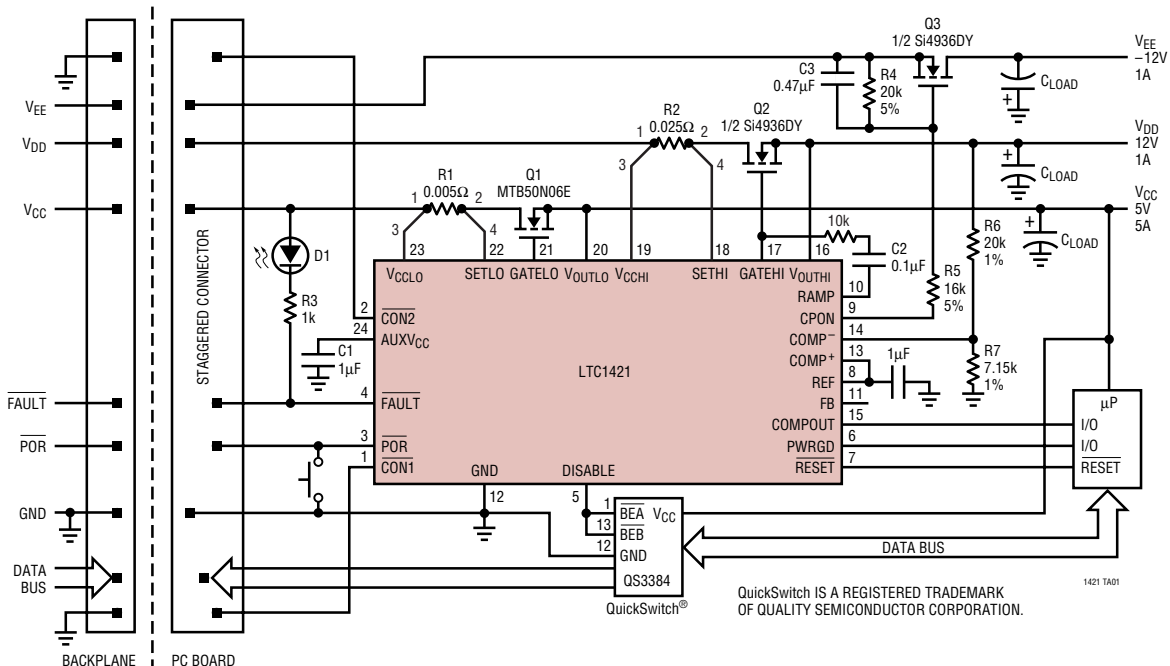 Q3
1/2 Si4936DY
VEE
–12V
1A
C3
0.47µF
R4
20k
5%
CLOAD
+
VEE
R2
0.025Ω
Q2
1/2 Si4936DY
VDD
12V
1A
VDD
1
2
3
4
+
CLOAD
R1
0.005Ω
Q1
MTB50N06E
VCC
5V
5A
VCC
1
2
3
4
10k
+
CLOAD
R6
20k
1%
D1
23
22
21
20
19
18
17
16
C2
0.1µF
VCCLO
SETLO
GATELO
VOUTLO
VCCHI
SETHI
GATEHI
VOUTHI
R3
1k
2
CON2
RAMP
10
R5
16k
5%
24
AUXVCC
CPON
9
C1
1µF
COMP–
14
COMP+
13
1µF
R7
7.15k
1%
LTC1421
REF
8
FAULT
4
FAULT
FB
11
µP
COMPOUT
15
I/O
POR
3
POR
PWRGD
6
I/O
1
CON1
GND
DISABLE
RESET
7
RESET
STAGGERED CONNECTOR
12
5
GND
1
BEA
VCC
13
BEB
12
GND
DATA BUS
DATA
BUS
QS3384
QuickSwitch®
QuickSwitch IS A REGISTERED TRADEMARK
OF QUALITY SEMICONDUCTOR CORPORATION.
1421 TA01
BACKPLANE
PC BOARD